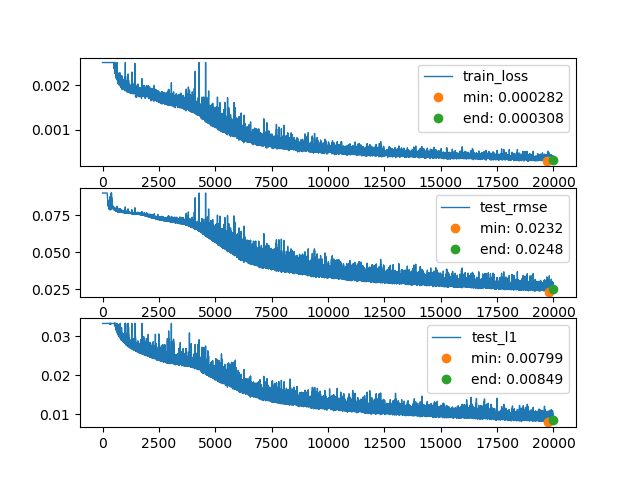 0.002
0.001
train_loss
min: 0.000282
end: 0.000308
0 2500 5000 7500 10000 12500 15000 17500 20000
0.075
0.050
0.025
test_rmse
min: 0.0232
end: 0.0248
0 2500 5000 7500 10000 12500 15000 17500 20000
0.03
0.02
0.01
test_l1
min: 0.00799
end: 0.00849
0 2500 5000 7500 10000 12500 15000 17500 20000